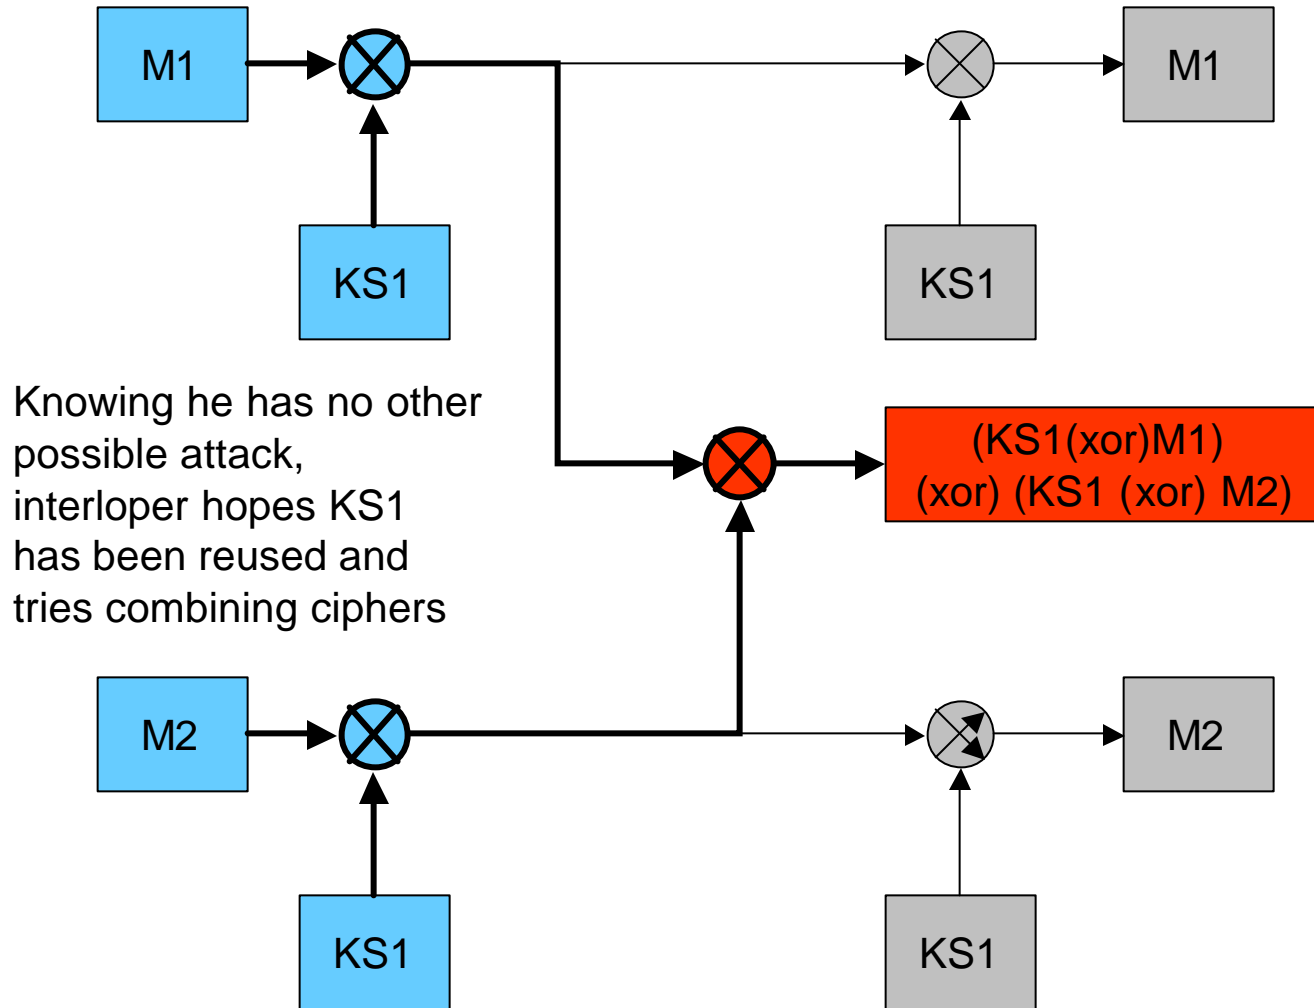 M1
M1
KS1
KS1
Knowing he has no other
possible attack,
interloper hopes KS1
has been reused and
tries combining ciphers
(KS1(xor)M1)
(xor) (KS1 (xor) M2)
M2
M2
KS1
KS1